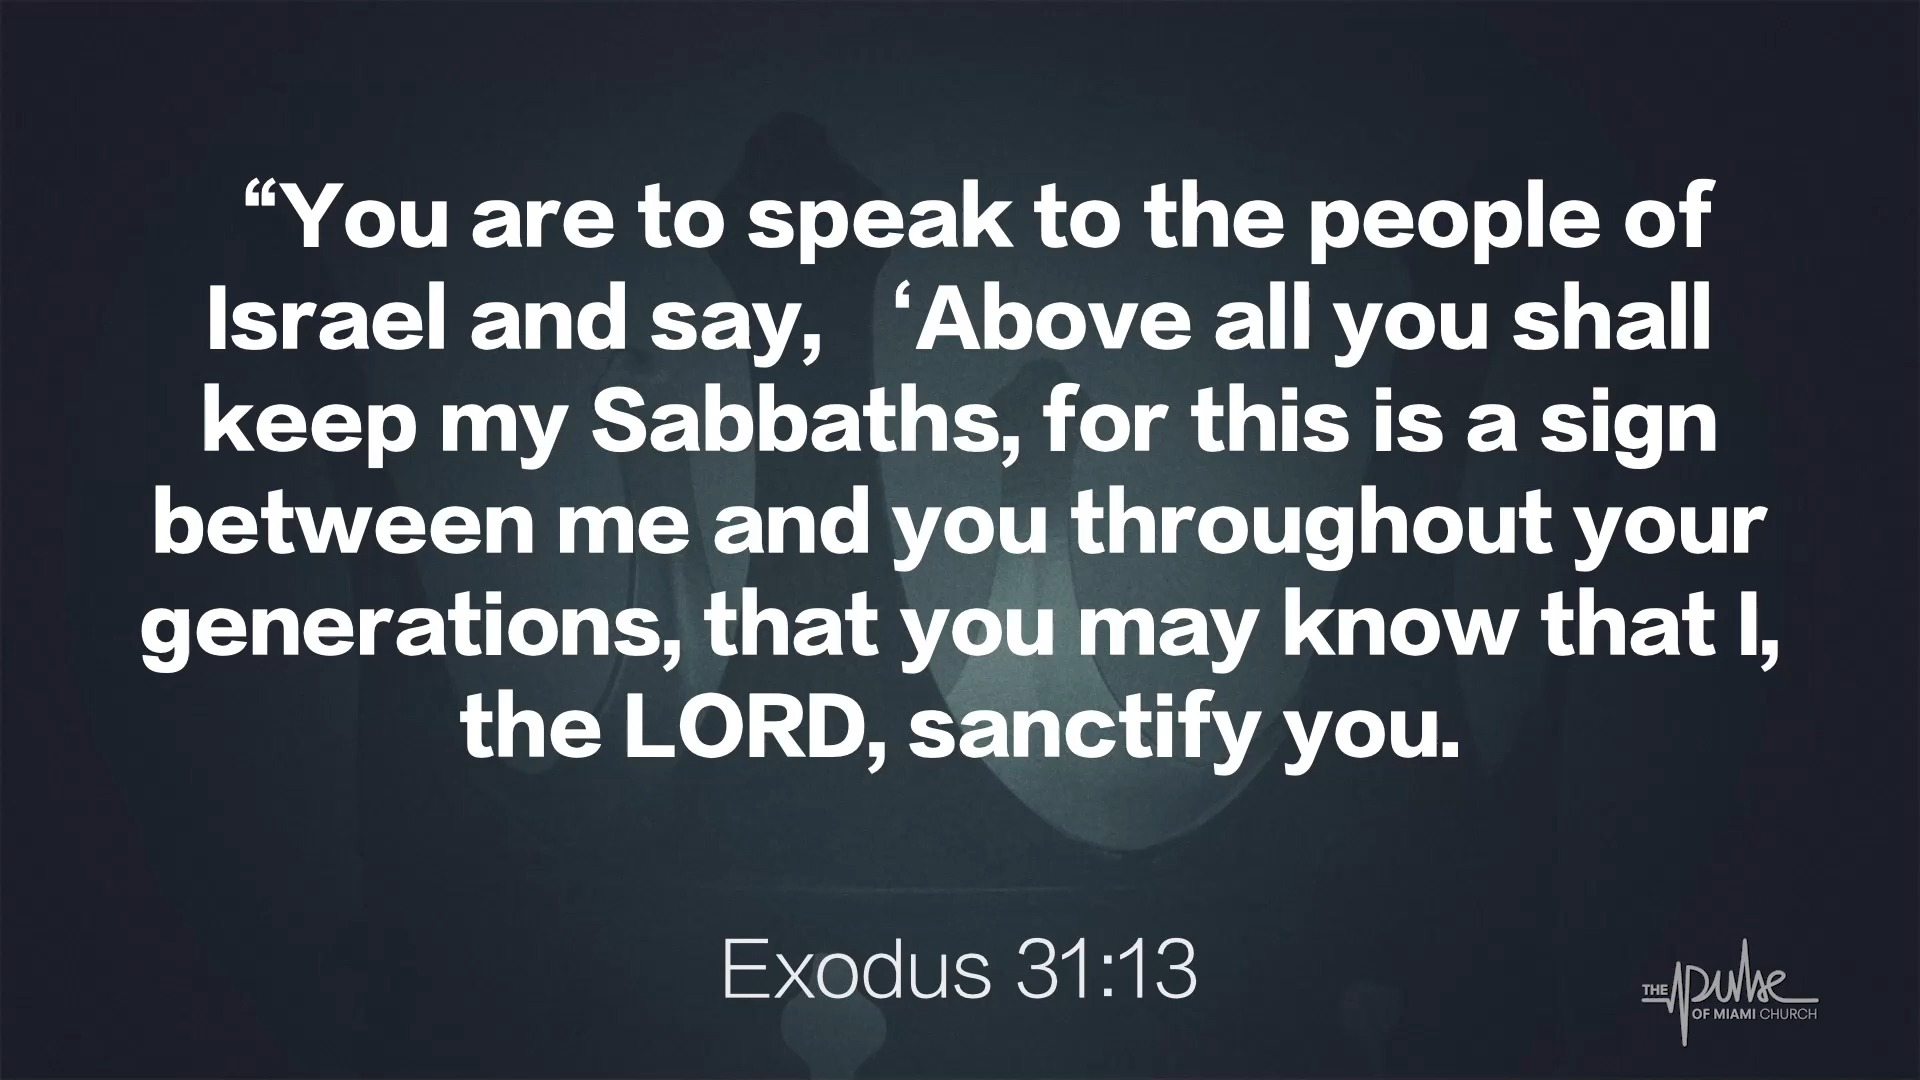 “You are to speak to the people of
Israel and say, ‘Above all you shall
keep my Sabbaths, for this is a sign
between me and you throughout your
generations, that you may know that I,
the LORD, sanctify you.
Exodus 31:13
THE pulse
OF MIAMI CHURCH